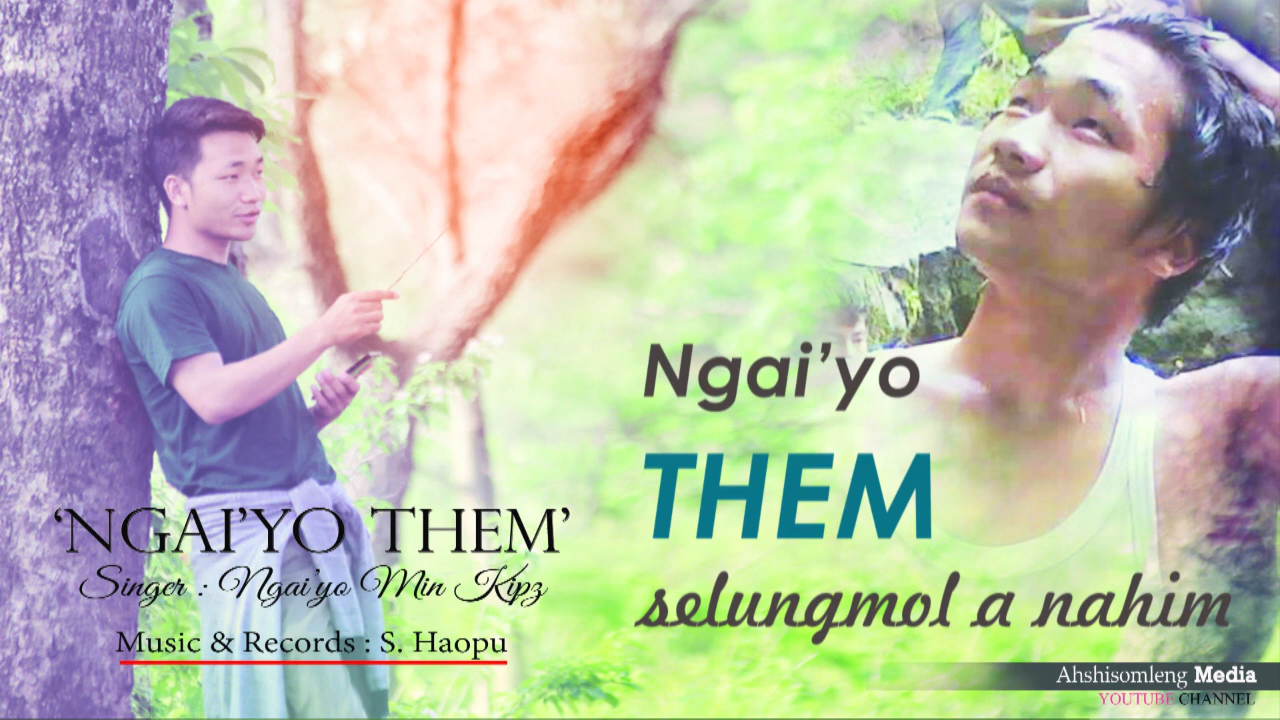 ‘NGAI’YO THEM’
Singer : Ngai’yo Min Kipz
Music & Records : S. Haopu
Ngai’yo
THEM
selungmol a nahim
Ahshisomleng Media
YOUTUBE CHANNEL